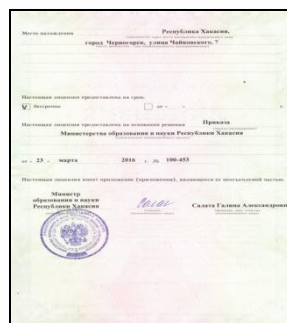 Место нахождения Республика Хакасия,
город Черногорск, улица Чайковского, 7
Настоящая лицензия предоставлена на срок:
V бессрочно до « »
Настоящая лицензия предоставлена на основании решения Приказа
Министерства образования и науки Республики Хакасия
от « 23 » марта 2016 г. № 100-453
Настоящая лицензия имеет приложение (приложения), являющееся ее неотъемлемой частью.
Министр
образования и науки
Республики Хакасия
Салата Галина Александровна